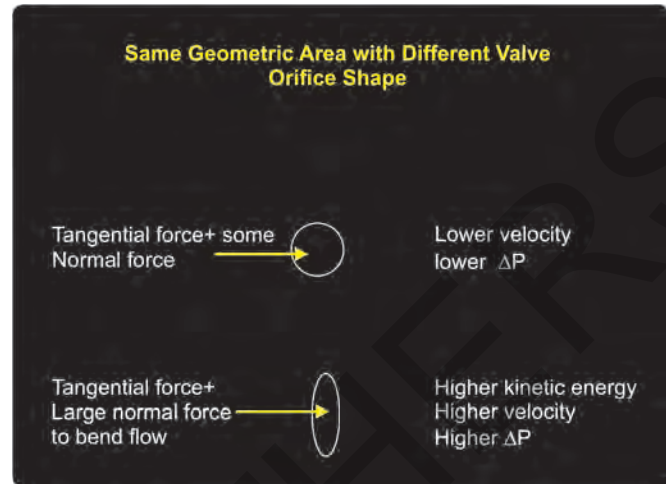 Same Geometric Area with Different Valve
Orifice Shape
Tangential force+ some
Normal force
Lower velocity
lower ΔP
Tangential force+
Large normal force
to bend flow
Higher kinetic energy
Higher velocity
Higher ΔP